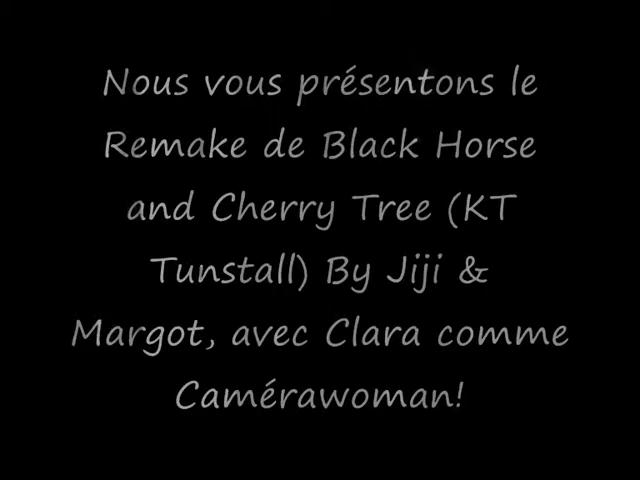 Nous vous présentons le
Remake de Black Horse
and Cherry Tree (KT
Tunstall) By Jiji &
Margot, avec Clara comme
Camérawoman!